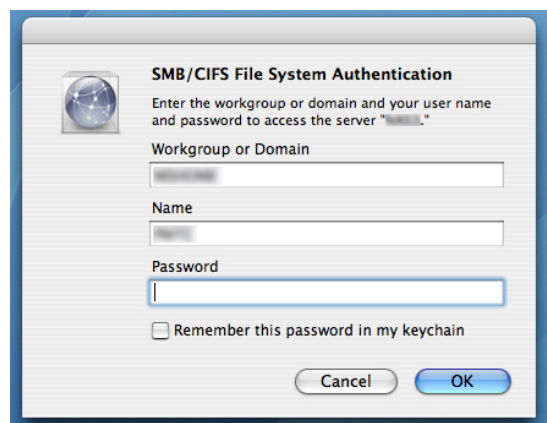 SMB/CIFS File System Authentication
Enter the workgroup or domain and your user name
and password to access the server "."
Workgroup or Domain
Name
Password
Remember this password in my keychain
Cancel
OK